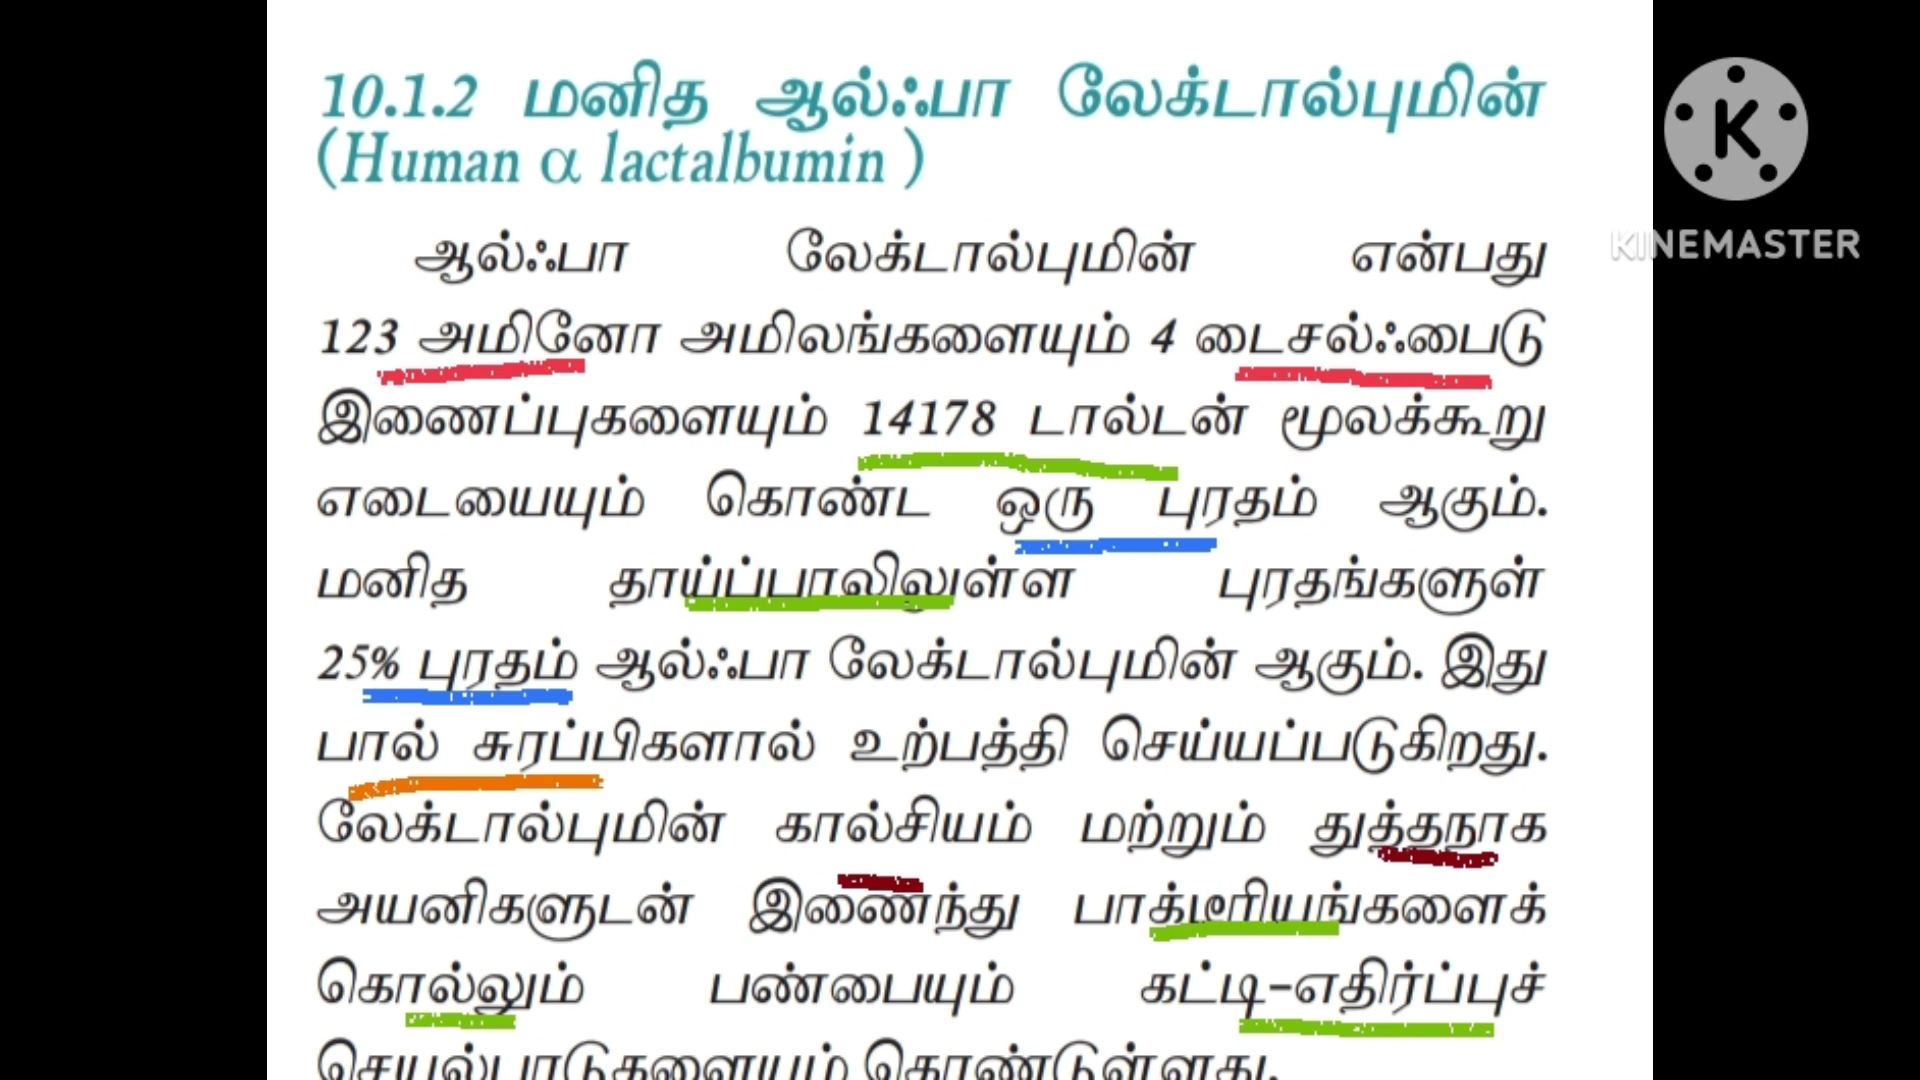 10.1.2 மனித ஆல்ஃபா லேக்டால்புமின்
(Human α lactalbumin )
ஆல்ஃபா லேக்டால்புமின் என்பது
123 அமினோ அமிலங்களையும் 4 டைசல்ஃபைடு
இணைப்புகளையும் 14178 டால்டன் மூலக்கூறு
எடையையும் கொண்ட ஒரு புரதம் ஆகும்.
மனித தாய்ப்பாலிலுள்ள புரதங்களுள்
25% புரதம் ஆல்ஃபா லேக்டால்புமின் ஆகும். இது
பால் சுரப்பிகளால் உற்பத்தி செய்யப்படுகிறது.
லேக்டால்புமின் கால்சியம் மற்றும் துத்தநாக
அயனிகளுடன் இணைந்து பாக்டீரியங்களைக்
கொல்லும் பண்பையும் கட்டி-எதிர்ப்புச்
செயல்பாடுகளையும் கொண்டுள்ளது.
K
KINEMASTER